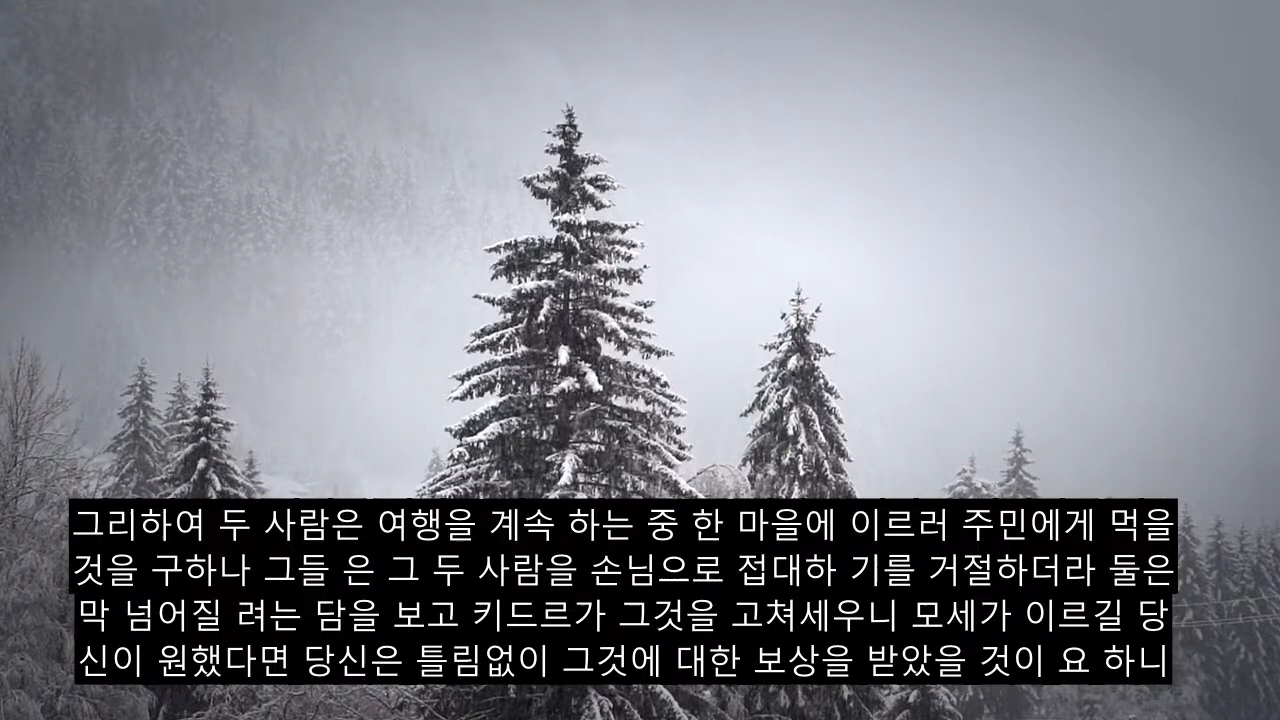 그리하여 두 사람은 여행을 계속 하는 중 한 마을에 이르러 주민에게 먹을
것을 구하나 그들 은 그 두 사람을 손님으로 접대하 기를 거절하더라 둘은
막 넘어질 려는 담을 보고 키드르가 그것을 고쳐세우니 모세가 이르길 당
신이 원했다면 당신은 틀림없이 그것에 대한 보상을 받았을 것이 요 하니